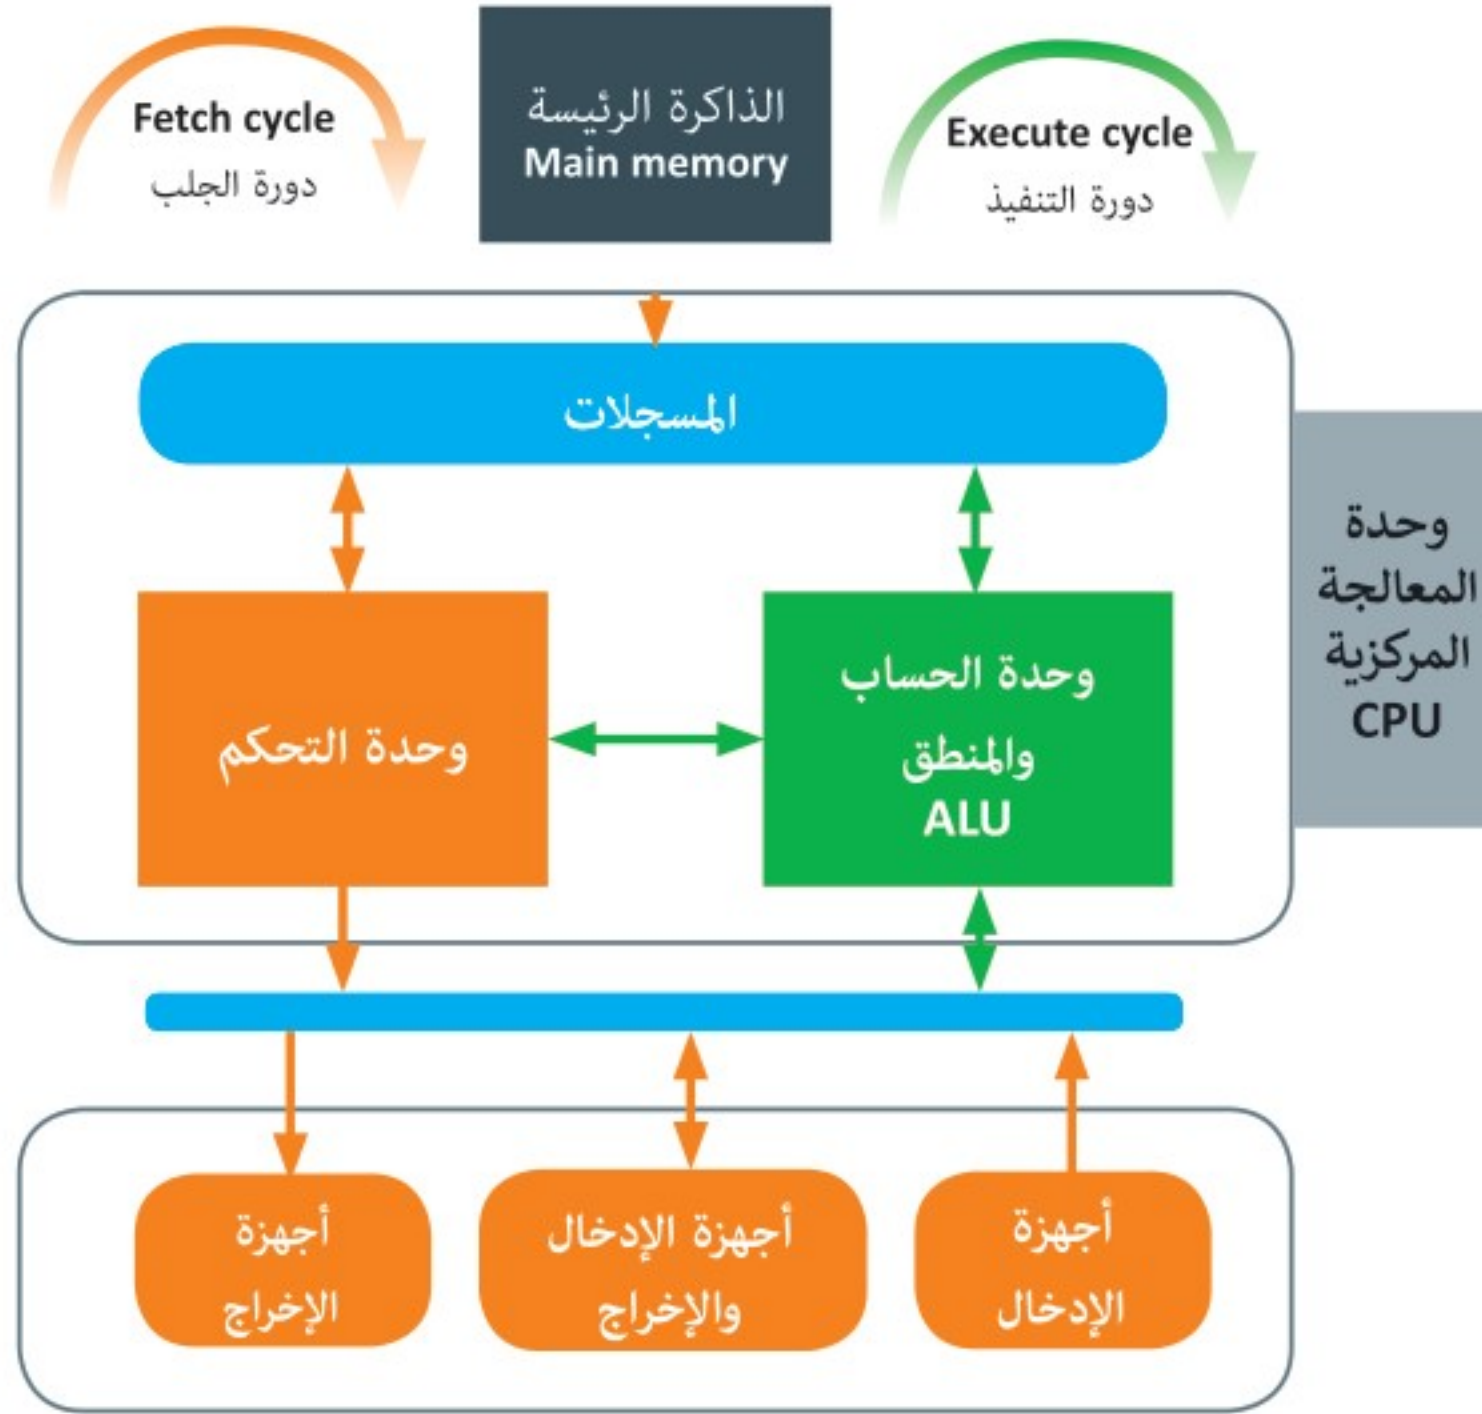 Fetch cycle
دورة الجلب
الذاكرة الرئيسة
Main memory
Execute cycle
دورة التنفيذ
المسجلات
وحدة
المعالجة
المركزية
CPU
وحدة التحكم
وحدة الحساب
والمنطق
ALU
أجهزة
الإخراج
أجهزة الإدخال
والإخراج
أجهزة
الإدخال